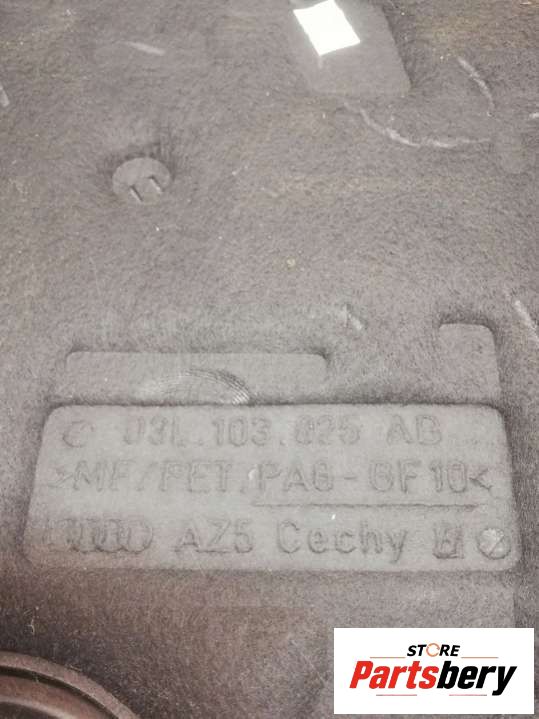 03L.103.925 AB
>MF/PET/PA6-GF10<
AZ5 Cechy
STORE
Partsbery